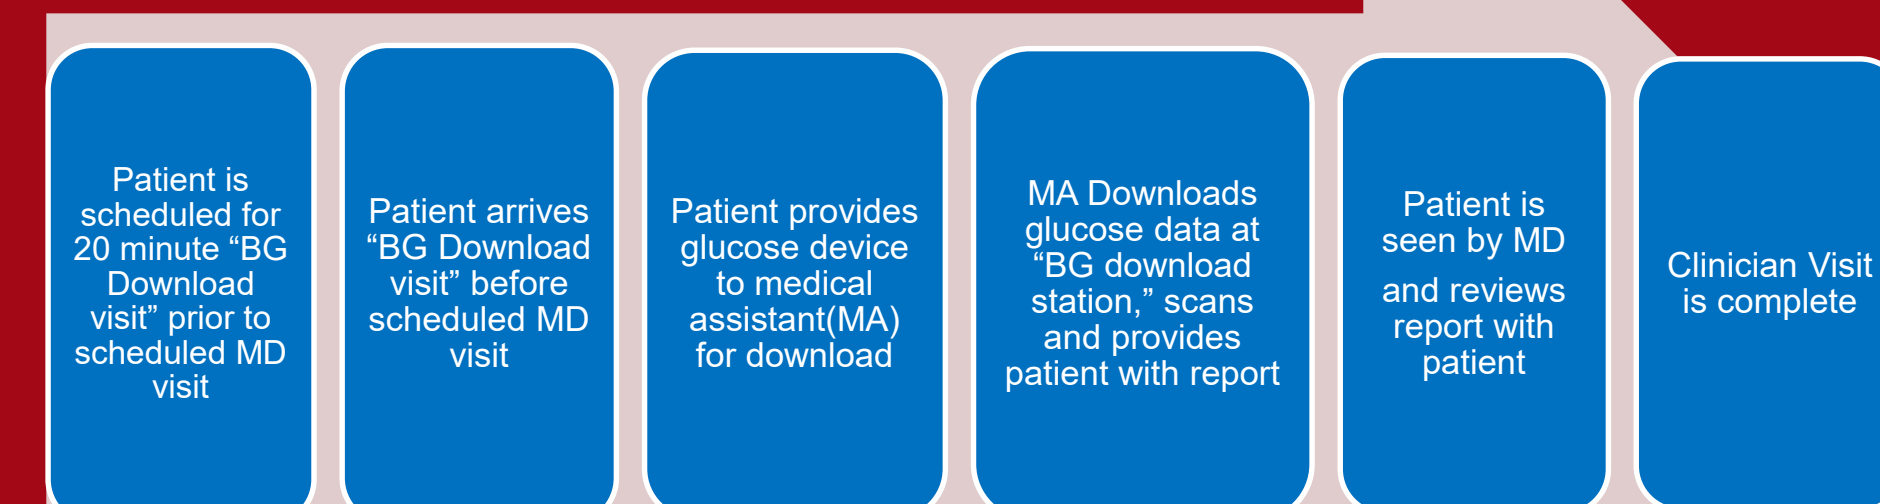 Patient is
scheduled for
20 minute “BG
Download
visit” prior to
scheduled MD
visit
Patient arrives
“BG Download
visit” before
scheduled MD
visit
Patient provides
glucose device
to medical
assistant(MA)
for download
MA Downloads
glucose data at
“BG download
station,” scans
and provides
patient with report
Patient is
seen by MD
and reviews
report with
patient
Clinician Visit
is complete